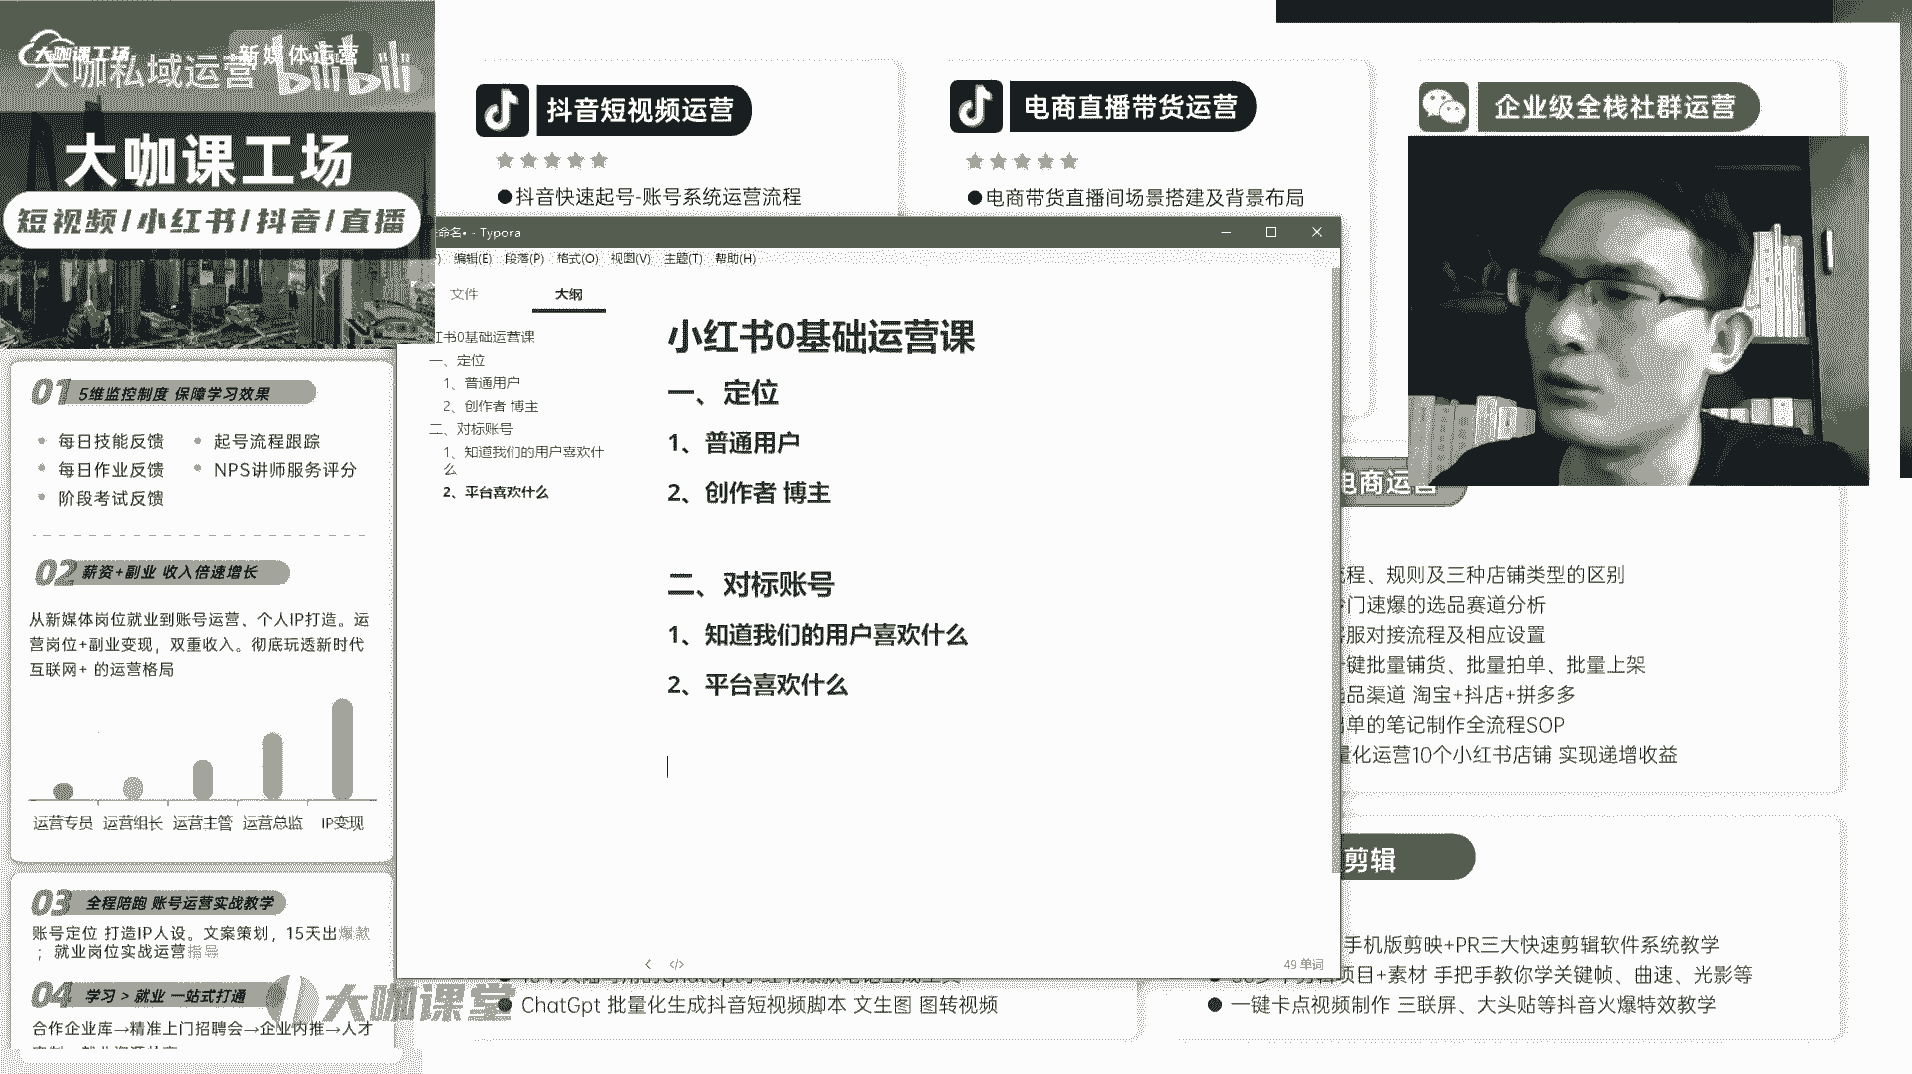 大咖课工场
大咖私域运营
新媒体运营
bilibili
大咖课工场
短视频/小红书/抖音/直播
01 5维监控制度 保障学习效果
每日技能反馈
起号流程跟踪
每日作业反馈
NPS讲师服务评分
阶段考试反馈
02 薪资+副业 收入倍速增长
从新媒体岗位就业到账号运营、个人IP打造。运
营岗位+副业变现，双重收入。彻底玩透新时代
互联网+ 的运营格局
运营专员 运营组长 运营主管 运营总监 IP变现
03 全程陪跑 账号运营实战教学
账号定位 打造IP人设。文案策划，15天出爆款
；就业岗位实战运营指导
04 学习 > 就业 一站式打通
合作企业库→精准上门招聘会→企业内推→人才
大咖课堂
抖音短视频运营
●抖音快速起号-账号系统运营流程
电商直播带货运营
●电商带货直播间场景搭建及背景布局
企业级全栈社群运营
命名• - Typora
编辑(E) 段落(P) 格式(O) 视图(V) 主题(T) 帮助(H)
文件 大纲
书0基础运营课
一、定位
1、普通用户
2、创作者 博主
二、对标账号
1、知道我们的用户喜欢什
么
2、平台喜欢什么
小红书0基础运营课
一、定位
1、普通用户
2、创作者 博主
二、对标账号
1、知道我们的用户喜欢什么
2、平台喜欢什么
49 单词
电商运营
程、规则及三种店铺类型的区别
门速爆的选品赛道分析
服对接流程及相应设置
键批量铺货、批量拍单、批量上架
品渠道 淘宝+抖店+拼多多
单的笔记制作全流程SOP
量化运营10个小红书店铺 实现递增收益
● ChatGpt 批量化生成抖音短视频脚本 文生图 图转视频
剪辑
手机版剪映+PR三大快速剪辑软件系统教学
项目+素材 手把手教你学关键帧、曲速、光影等
● 一键卡点视频制作 三联屏、大头贴等抖音火爆特效教学